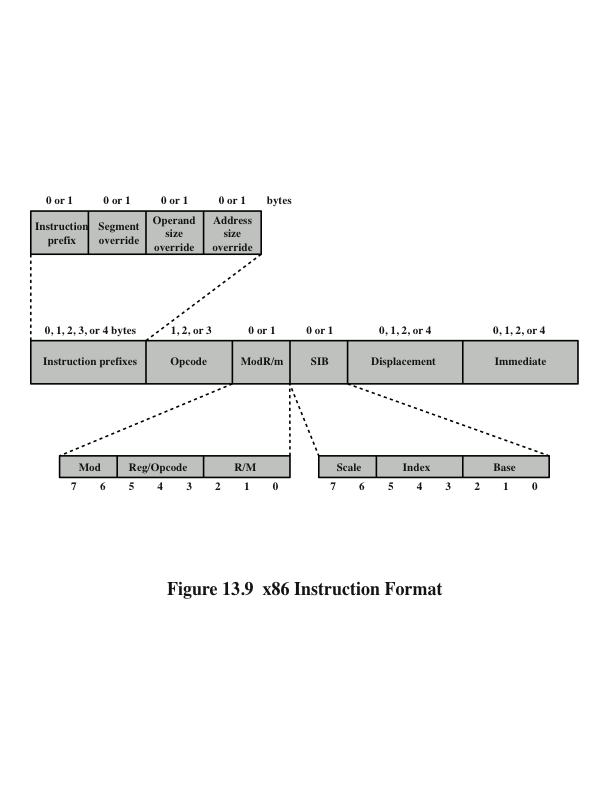 0 or 1 0 or 1 0 or 1 0 or 1 bytes
Instruction prefix Segment override Operand size override Address size override
0, 1, 2, 3, or 4 bytes 1, 2, or 3 0 or 1 0 or 1 0, 1, 2, or 4 0, 1, 2, or 4
Instruction prefixes Opcode ModR/m SIB Displacement Immediate
Mod Reg/Opcode R/M Scale Index Base
7 6 5 4 3 2 1 0 7 6 5 4 3 2 1 0
Figure 13.9 x86 Instruction Format